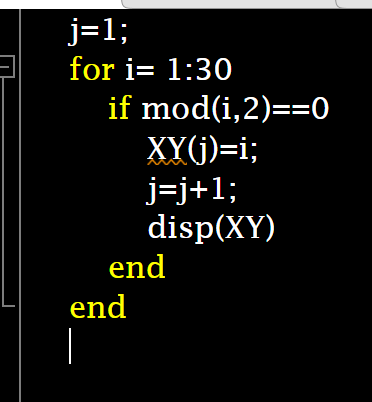 j=1;
for i= 1:30
if mod(i,2)==0
XY(j)=i;
j=j+1;
disp(XY)
end
end